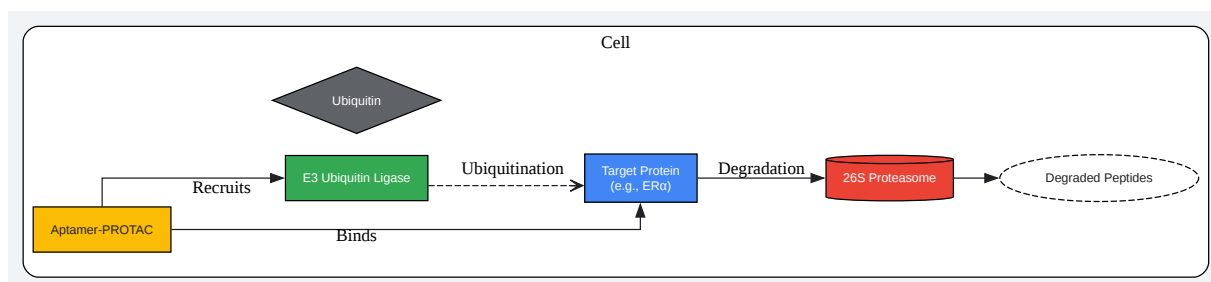 Cell
Ubiquitin
E3 Ubiquitin Ligase
Ubiquitination
Target Protein
(e.g., ERα)
Degradation
26S Proteasome
Degraded Peptides
Recruits
Aptamer-PROTAC
Binds